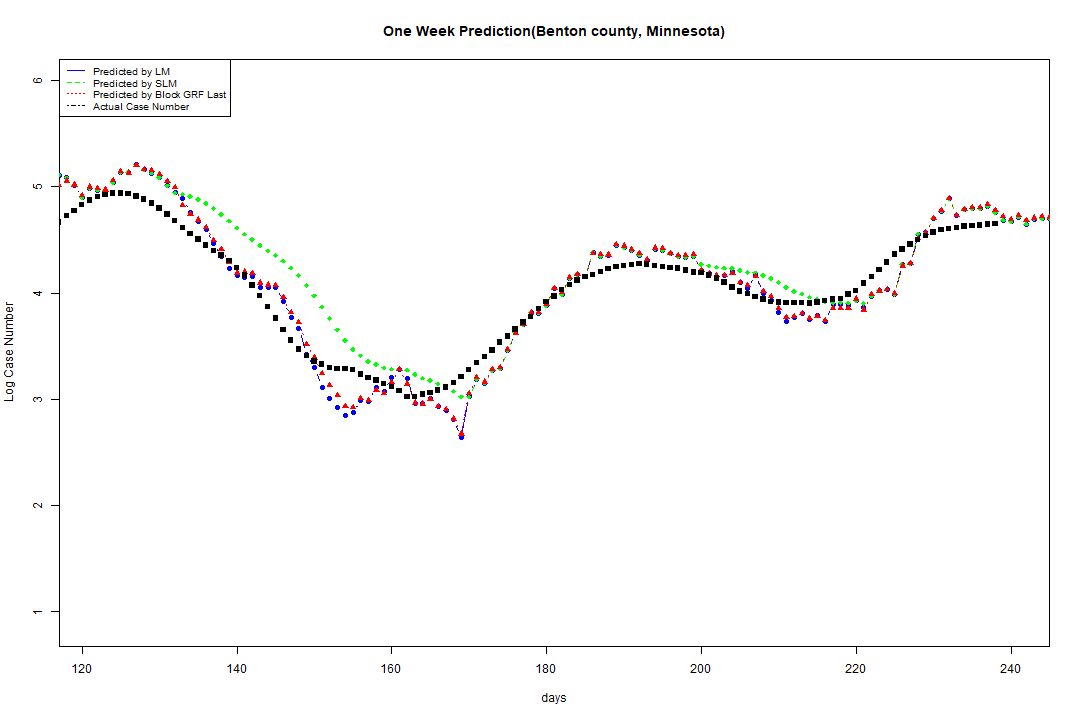 One Week Prediction(Benton county, Minnesota)
Predicted by LM
Predicted by SLM
Predicted by Block GRF Last
Actual Case Number
6
5
4
3
2
1
Log Case Number
120 140 160 180 200 220 240
days